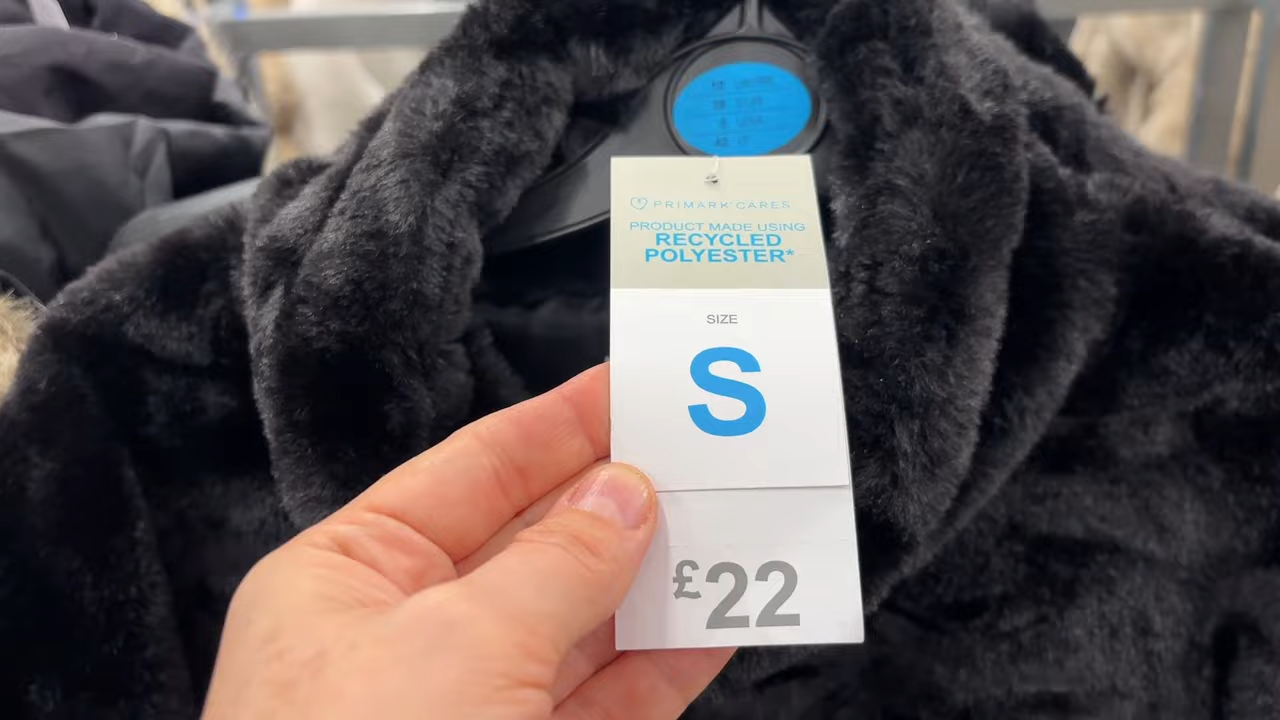 PRIMARK® CARES
PRODUCT MADE USING
RECYCLED
POLYESTER*
SIZE
S
£22